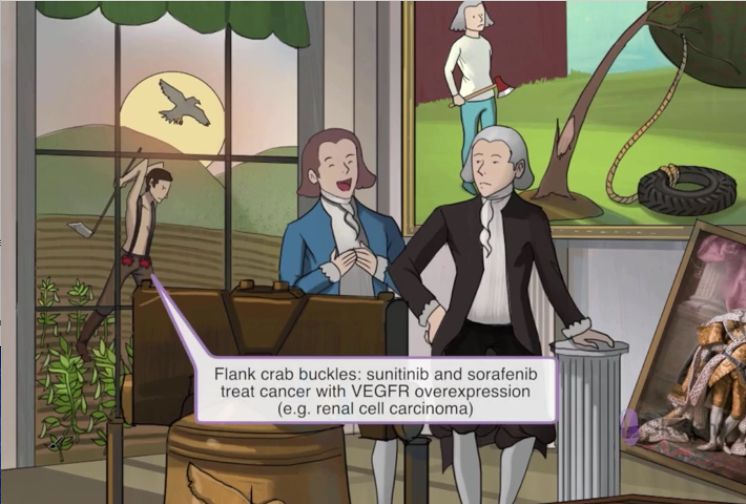 Flank crab buckles: sunitinib and sorafenib
treat cancer with VEGFR overexpression
(e.g. renal cell carcinoma)